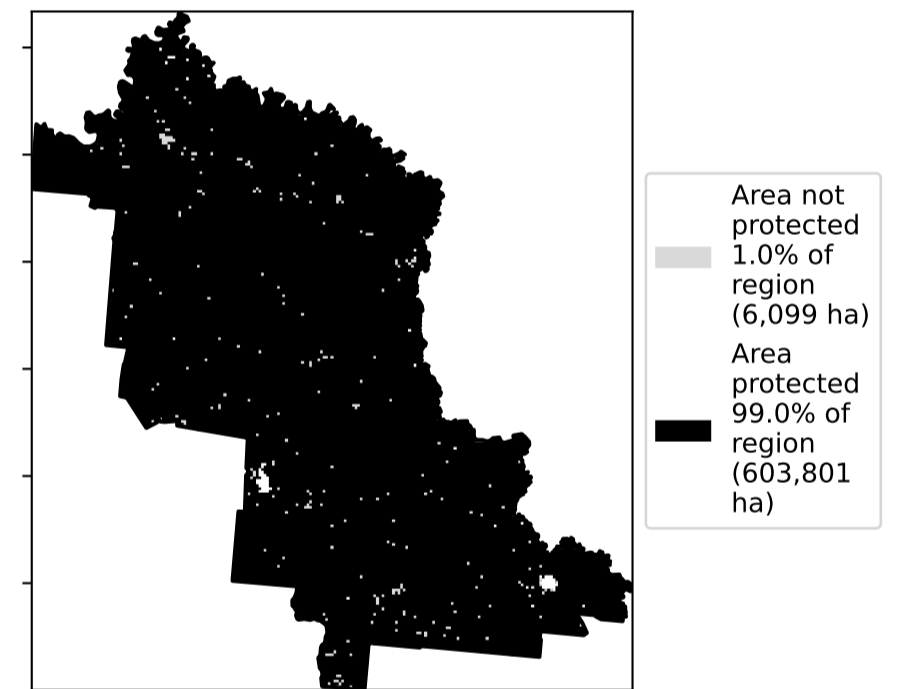 Area not
protected
1.0% of
region
(6,099 ha)
Area
protected
99.0% of
region
(603,801
ha)